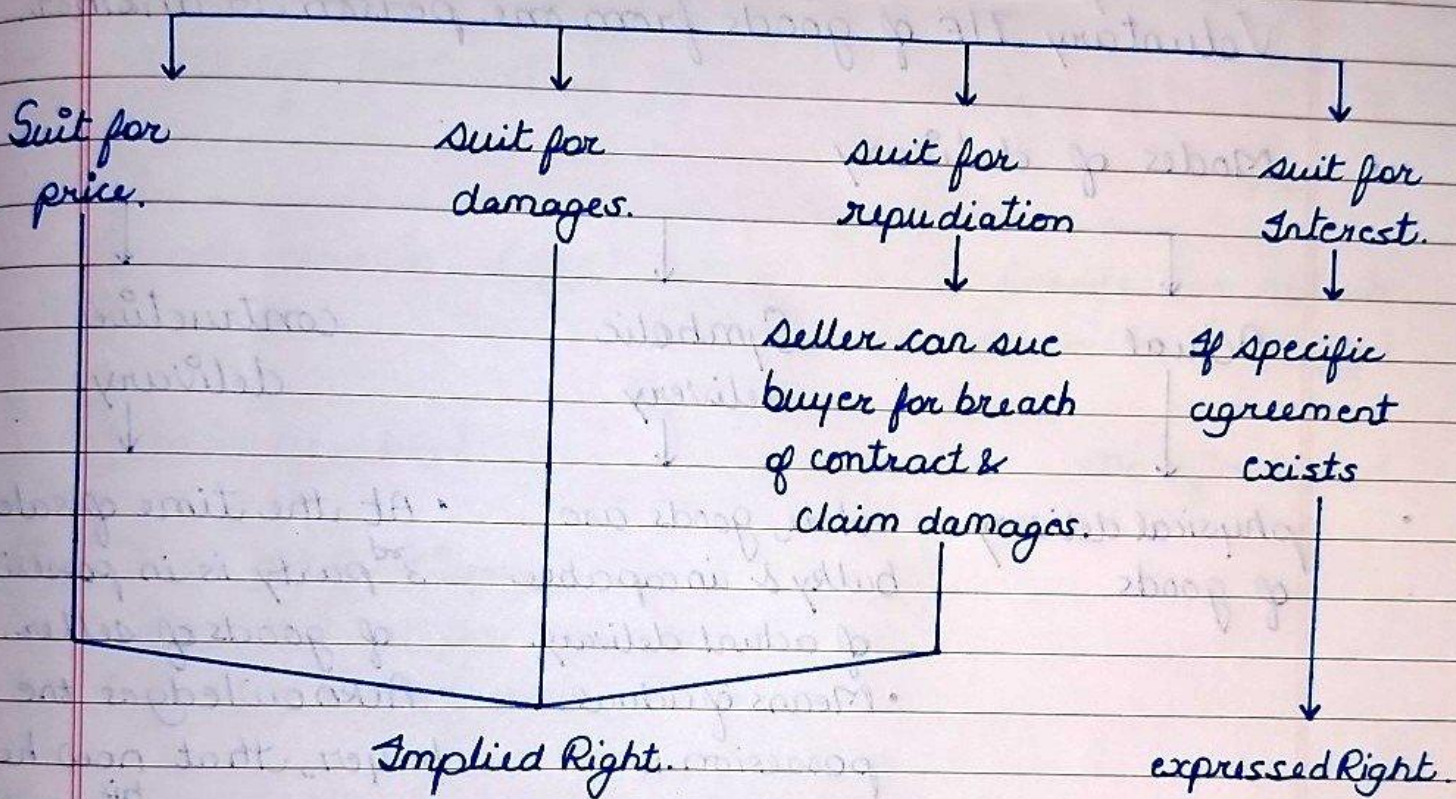 Suit for
price.
suit for
damages.
suit for
repudiation
suit for
Interest.
Seller can sue
buyer for breach
of contract &
claim damages.
If specific
agreement
exists
Implied Right.
expressed Right.